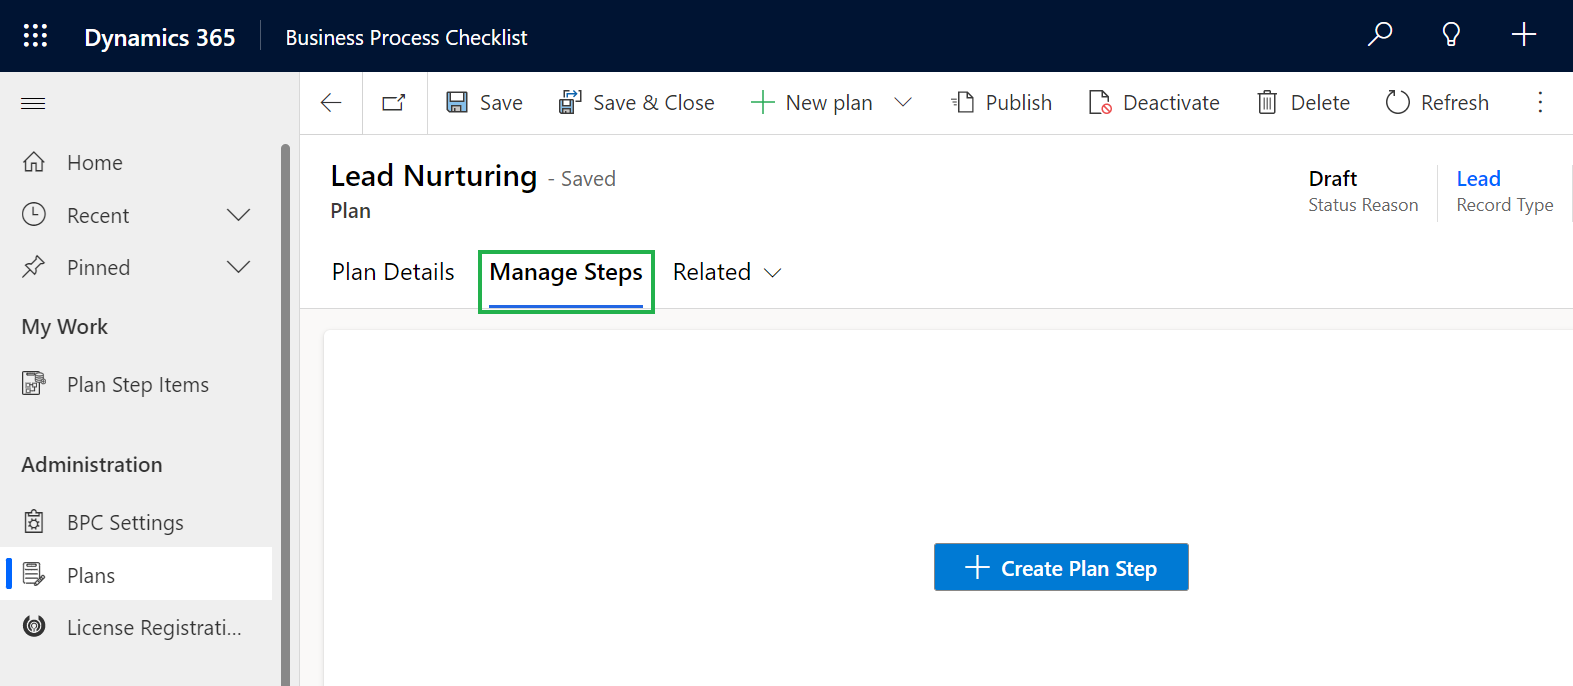 Dynamics 365
Business Process Checklist
Save
Save & Close
New plan
Publish
Deactivate
Delete
Refresh
Home
Recent
Pinned
My Work
Plan Step Items
Administration
BPC Settings
Plans
License Registrati...
Lead Nurturing - Saved
Plan
Draft
Status Reason
Lead
Record Type
Plan Details
Manage Steps
Related
Create Plan Step